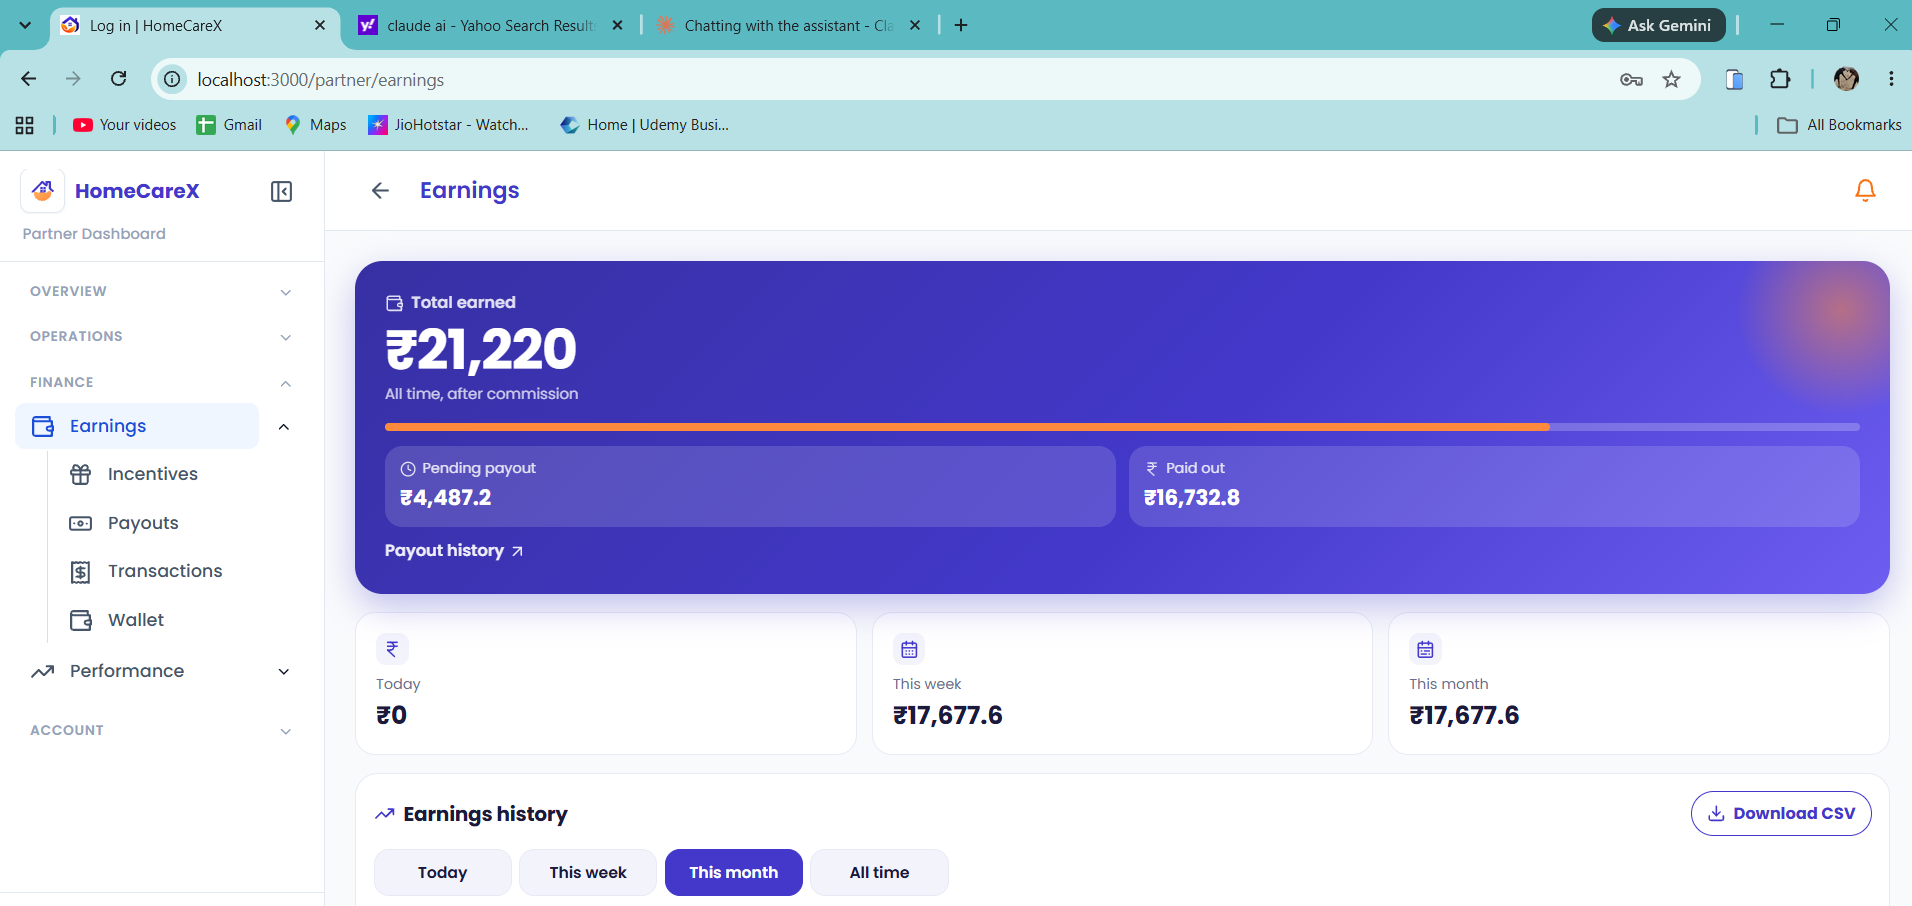 Log in | HomeCareX
claude ai - Yahoo Search Results
Chatting with the assistant - Cla
Ask Gemini
localhost:3000/partner/earnings
Your videos
Gmail
Maps
JioHotstar - Watch...
Home | Udemy Busi...
All Bookmarks
HomeCareX
Partner Dashboard
OVERVIEW
OPERATIONS
FINANCE
Earnings
Incentives
Payouts
Transactions
Wallet
Performance
ACCOUNT
Earnings
Total earned
₹21,220
All time, after commission
Pending payout
₹4,487.2
₹ Paid out
₹16,732.8
Payout history
₹
Today
₹0
This week
₹17,677.6
This month
₹17,677.6
Earnings history
Download CSV
Today
This week
This month
All time